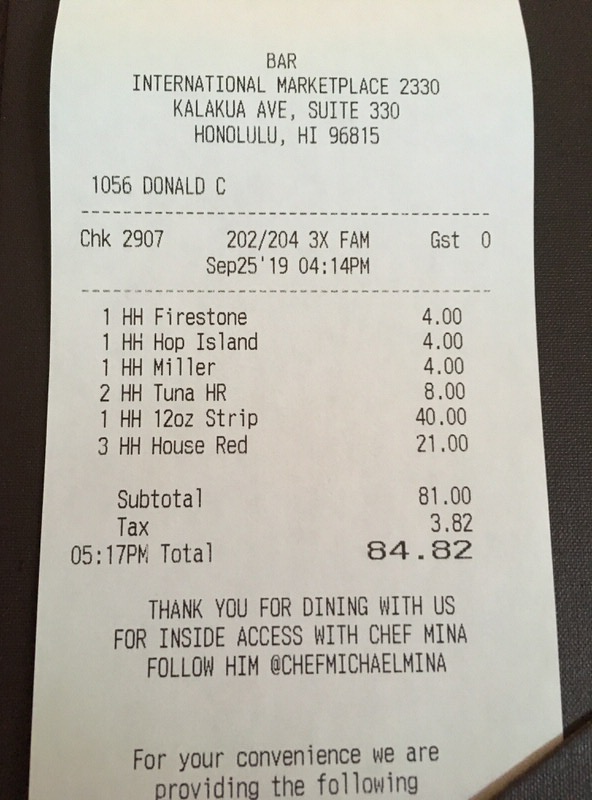 BAR
INTERNATIONAL MARKETPLACE 2330
KALAKUA AVE, SUITE 330
HONOLULU, HI 96815
1056 DONALD C
Chk 2907 202/204 3X FAM Gst 0
Sep25'19 04:14PM
1 HH Firestone 4.00
1 HH Hop Island 4.00
1 HH Miller 4.00
2 HH Tuna HR 8.00
1 HH 12oz Strip 40.00
3 HH House Red 21.00
Subtotal 81.00
Tax 3.82
05:17PM Total 84.82
THANK YOU FOR DINING WITH US
FOR INSIDE ACCESS WITH CHEF MINA
FOLLOW HIM @CHEFMICHAELMINA
For your convenience we are
providing the following